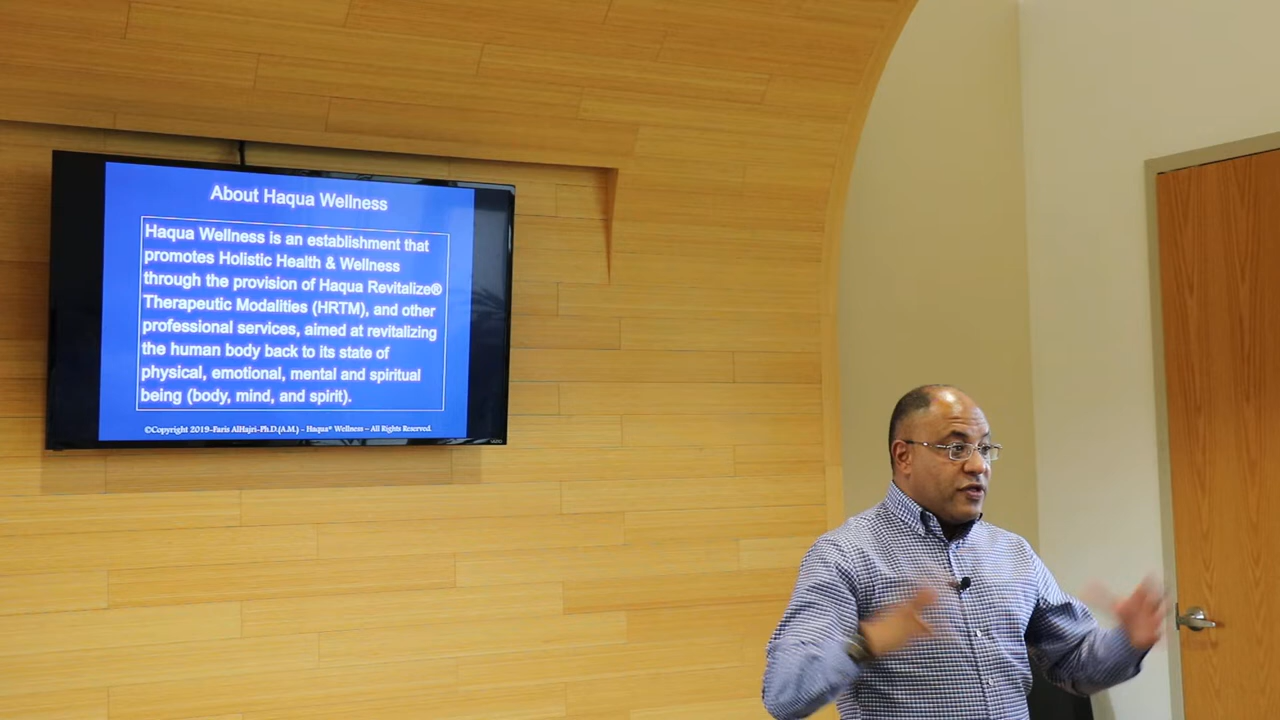 About Haqua Wellness
Haqua Wellness is an establishment that
promotes Holistic Health & Wellness
through the provision of Haqua Revitalize®
Therapeutic Modalities (HRTM), and other
professional services, aimed at revitalizing
the human body back to its state of
physical, emotional, mental and spiritual
being (body, mind, and spirit).
©Copyright 2019-Faris AlHajri-Ph.D.(A.M.) - Haqua® Wellness – All Rights Reserved.